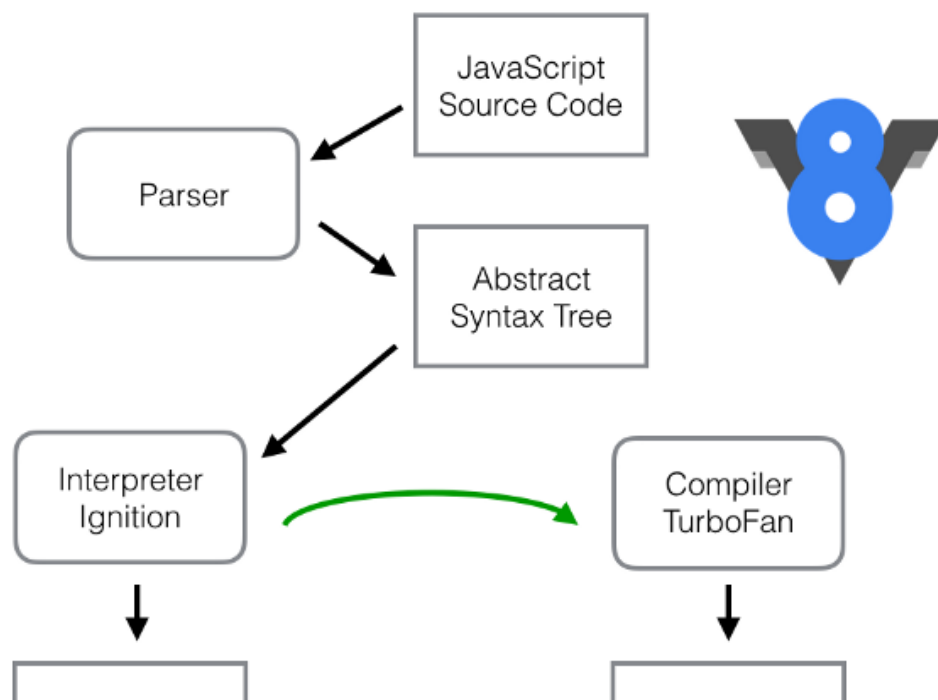 JavaScript
Source Code
Parser
Abstract
Syntax Tree
Interpreter
Ignition
Compiler
TurboFan